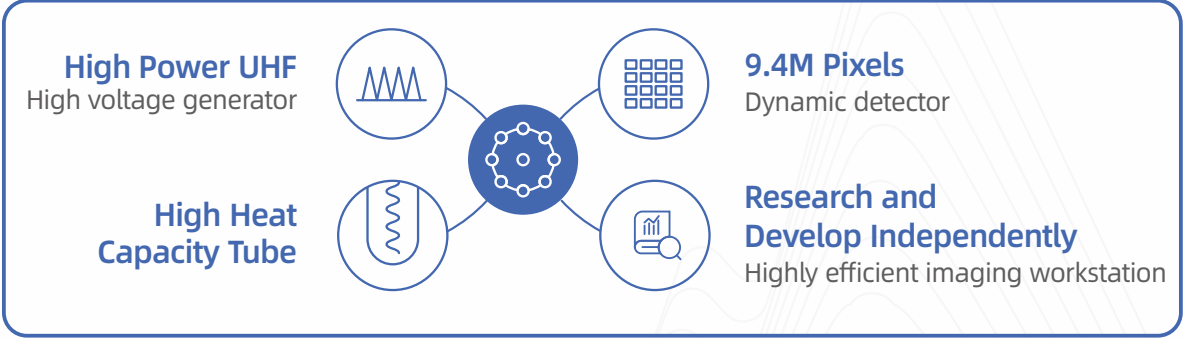 High Power UHF
High voltage generator
9.4M Pixels
Dynamic detector
High Heat
Capacity Tube
Research and
Develop Independently
Highly efficient imaging workstation